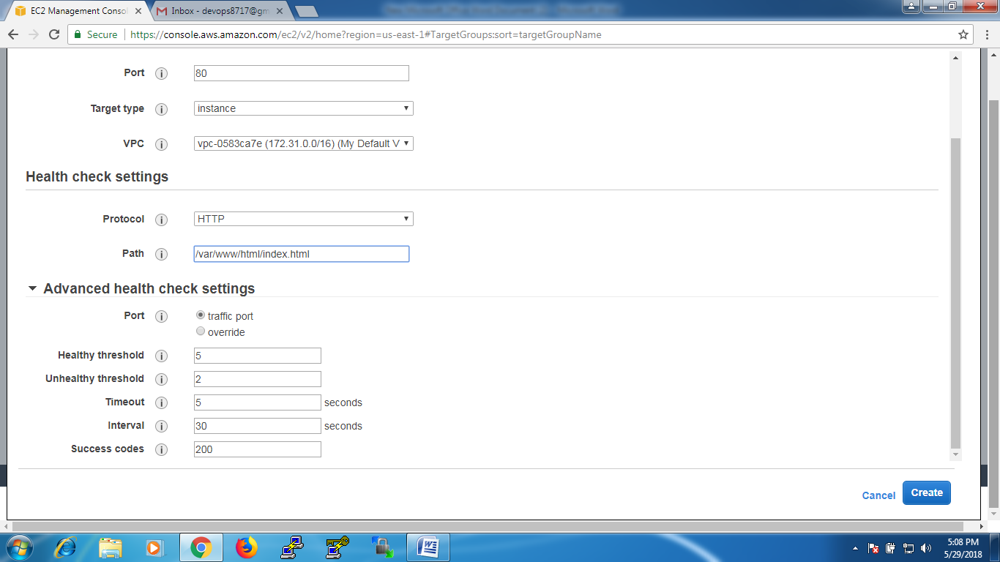 EC2 Management Conso
Inbox - devops8717@gm
Secure https://console.aws.amazon.com/ec2/v2/home?region=us-east-1#TargetGroups:sort=targetGroupName
Port 80
Target type instance
VPC vpc-0583ca7e (172.31.0.0/16) (My Default V
Health check settings
Protocol HTTP
Path /var/www/html/index.html
Advanced health check settings
Port traffic port
override
Healthy threshold 5
Unhealthy threshold 2
Timeout 5 seconds
Interval 30 seconds
Success codes 200
Cancel Create
5:08 PM
5/29/2018